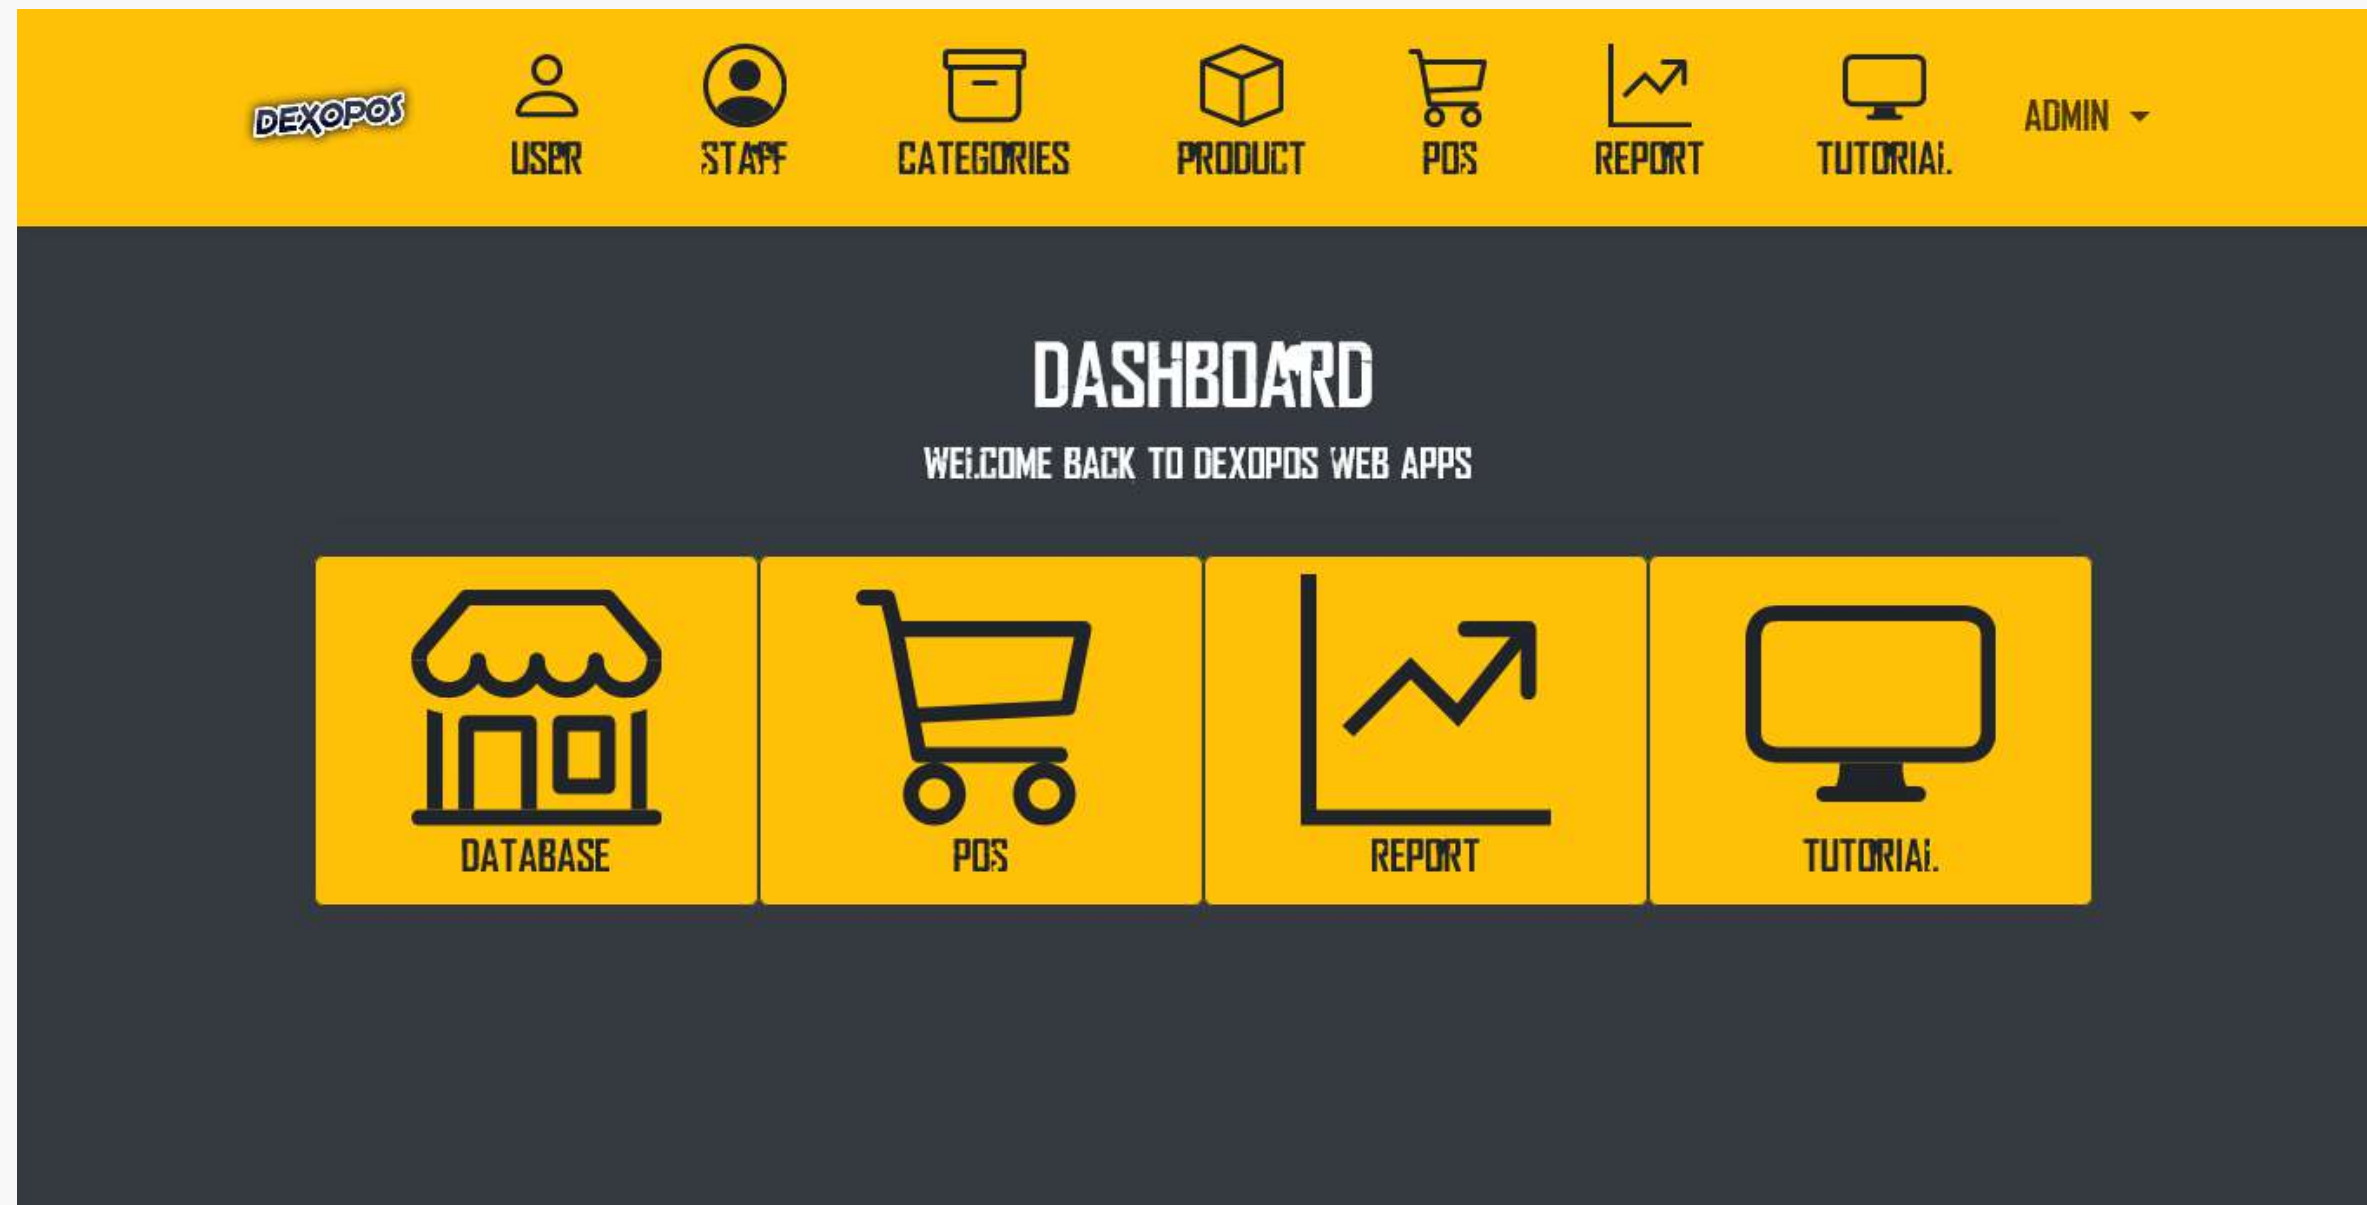 DEXOPOS
USER STAFF CATEGORIES PRODUCT POS REPORT TUTORIAL ADMIN
DASHBOARD
WELCOME BACK TO DEXOPOS WEB APPS
DATABASE POS REPORT TUTORIAL